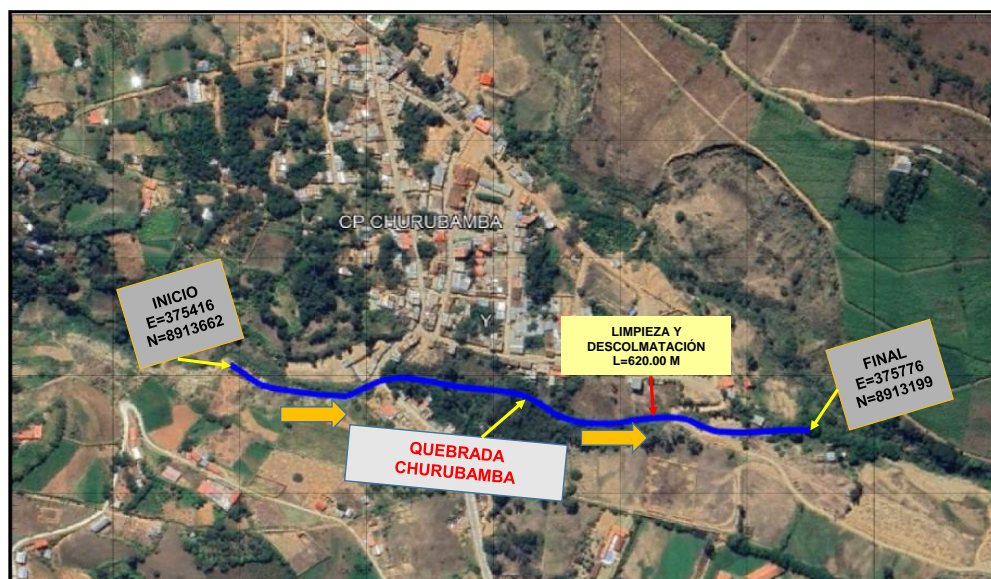 CP CHURUBAMBA
INICIO
E=375416
N=8913662
LIMPIEZA Y
DESCOLMATACIÓN
L=620.00 M
FINAL
E=375776
N=8913199
QUEBRADA
CHURUBAMBA